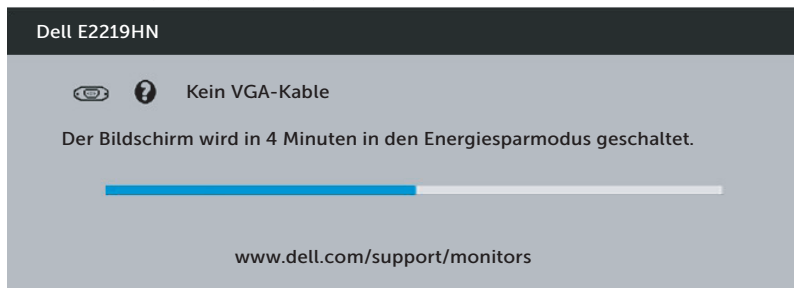 Dell E2219HN
Kein VGA-Kable
Der Bildschirm wird in 4 Minuten in den Energiesparmodus geschaltet.
www.dell.com/support/monitors